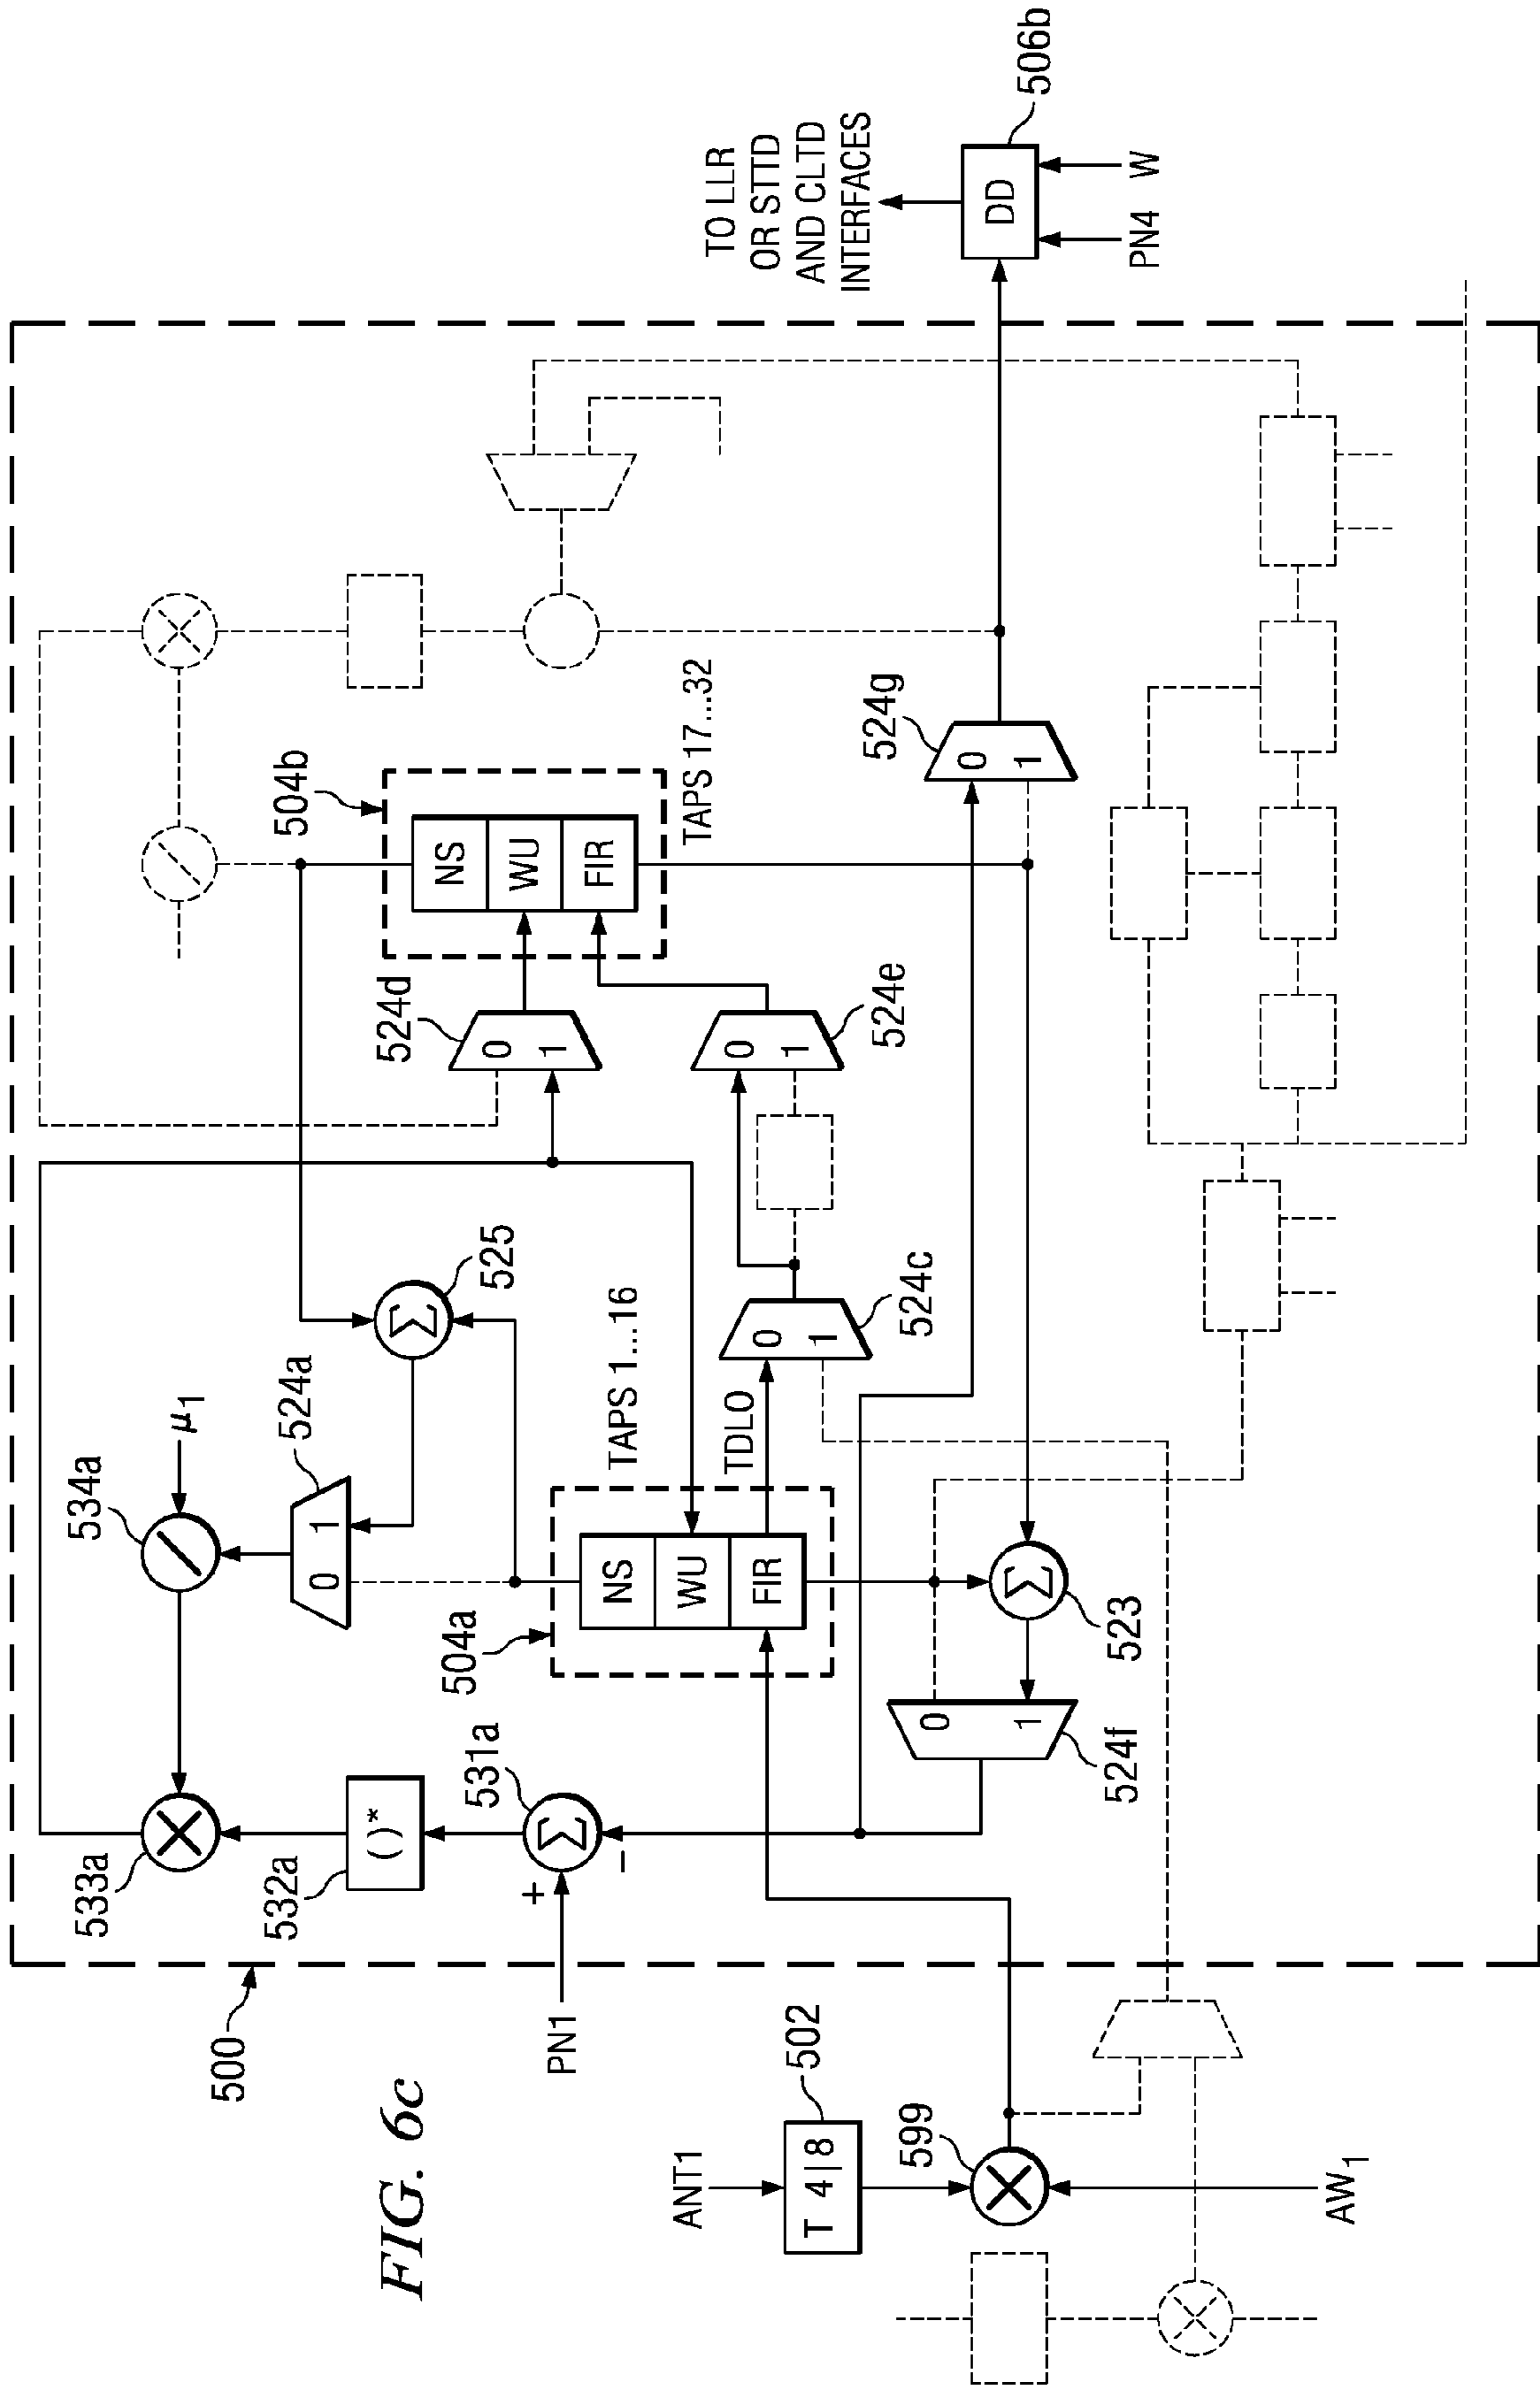 FIG. 6c
500
ANT1
502
T 4|8
599
AW1
PN1
+
-
531a
Σ
532a
( )*
533a
534a
μ1
524a
0
1
525
Σ
504a
NS
WU
FIR
TAPS 1...16
TDLO
524c
0
1
524d
0
1
524e
0
1
504b
NS
WU
FIR
TAPS 17...32
523
Σ
524f
0
1
524g
0
1
TO LLR
OR STTD
AND CLTD
INTERFACES
DD
506b
PN4
W